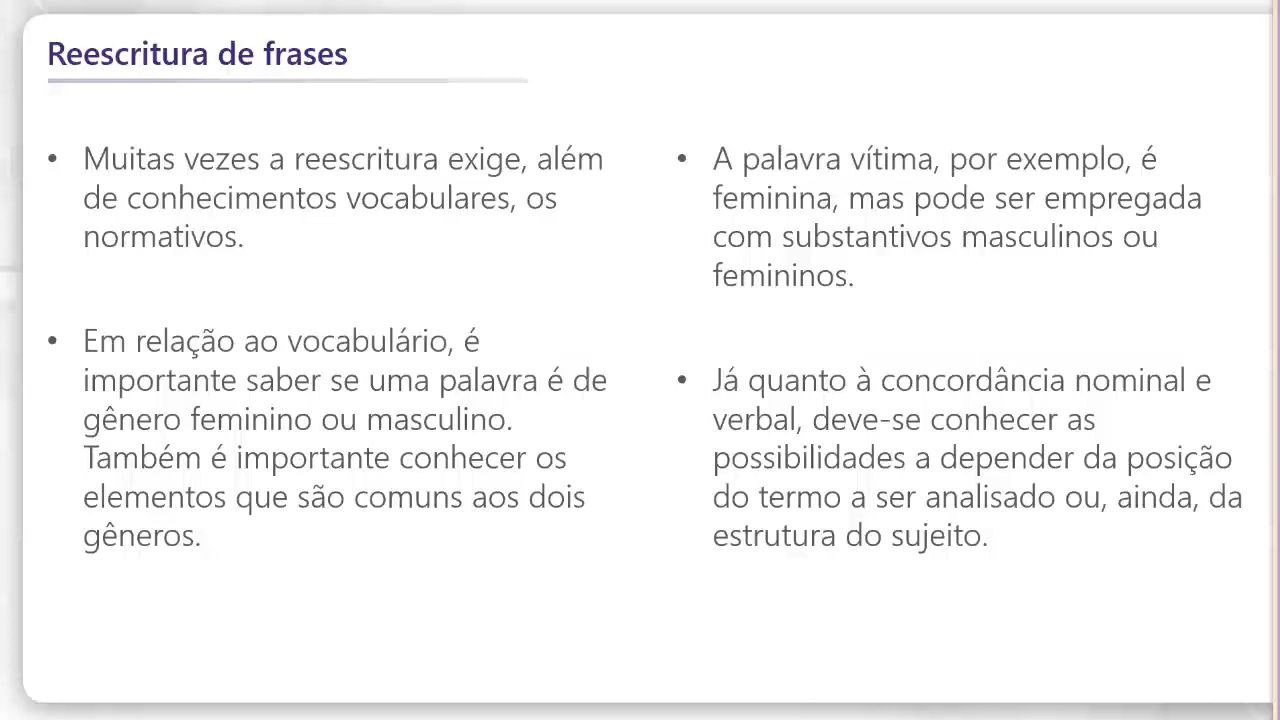 Reescritura de frases
• Muitas vezes a reescritura exige, além
de conhecimentos vocabulares, os
normativos.
• Em relação ao vocabulário, é
importante saber se uma palavra é de
gênero feminino ou masculino.
Também é importante conhecer os
elementos que são comuns aos dois
gêneros.
• A palavra vítima, por exemplo, é
feminina, mas pode ser empregada
com substantivos masculinos ou
femininos.
• Já quanto à concordância nominal e
verbal, deve-se conhecer as
possibilidades a depender da posição
do termo a ser analisado ou, ainda, da
estrutura do sujeito.